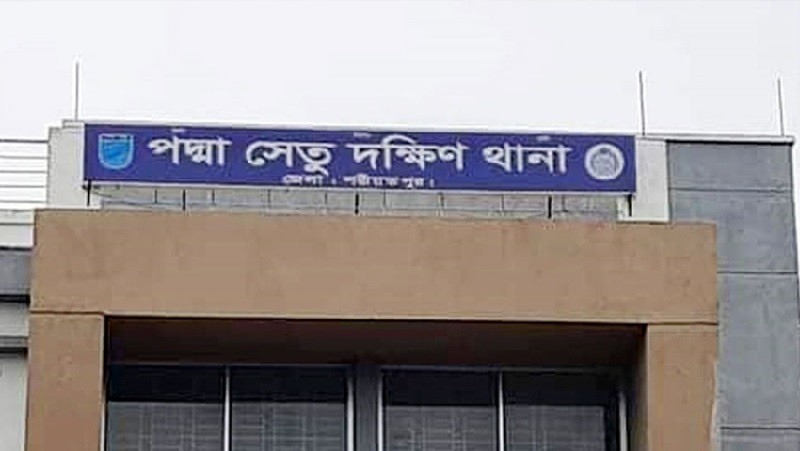 পদ্মা সেতু দক্ষিণ থানা
জেলা : শরীয়তপুর।